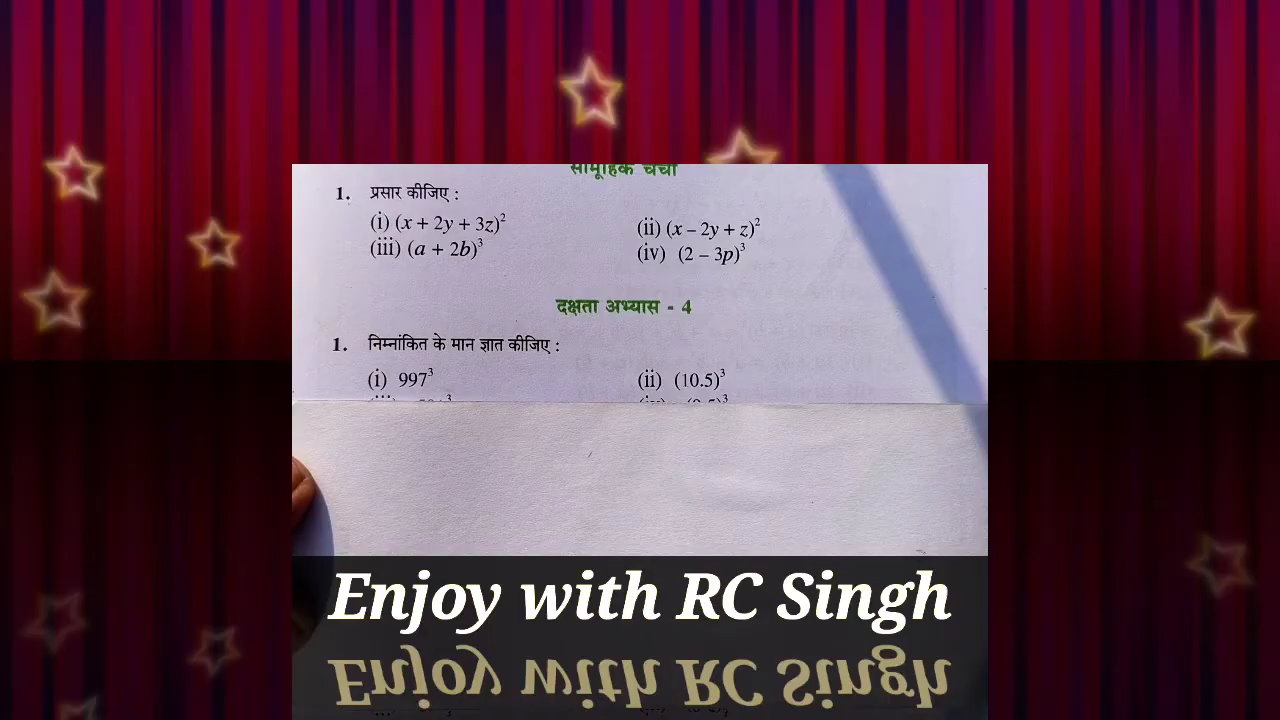 सामूहिक चर्चा
1. प्रसार कीजिए :
(i) (x + 2y + 3z)² (ii) (x – 2y + z)²
(iii) (a + 2b)³ (iv) (2 – 3p)³
दक्षता अभ्यास - 4
1. निम्नांकित के मान ज्ञात कीजिए :
(i) 997³ (ii) (10.5)³
Enjoy with RC Singh